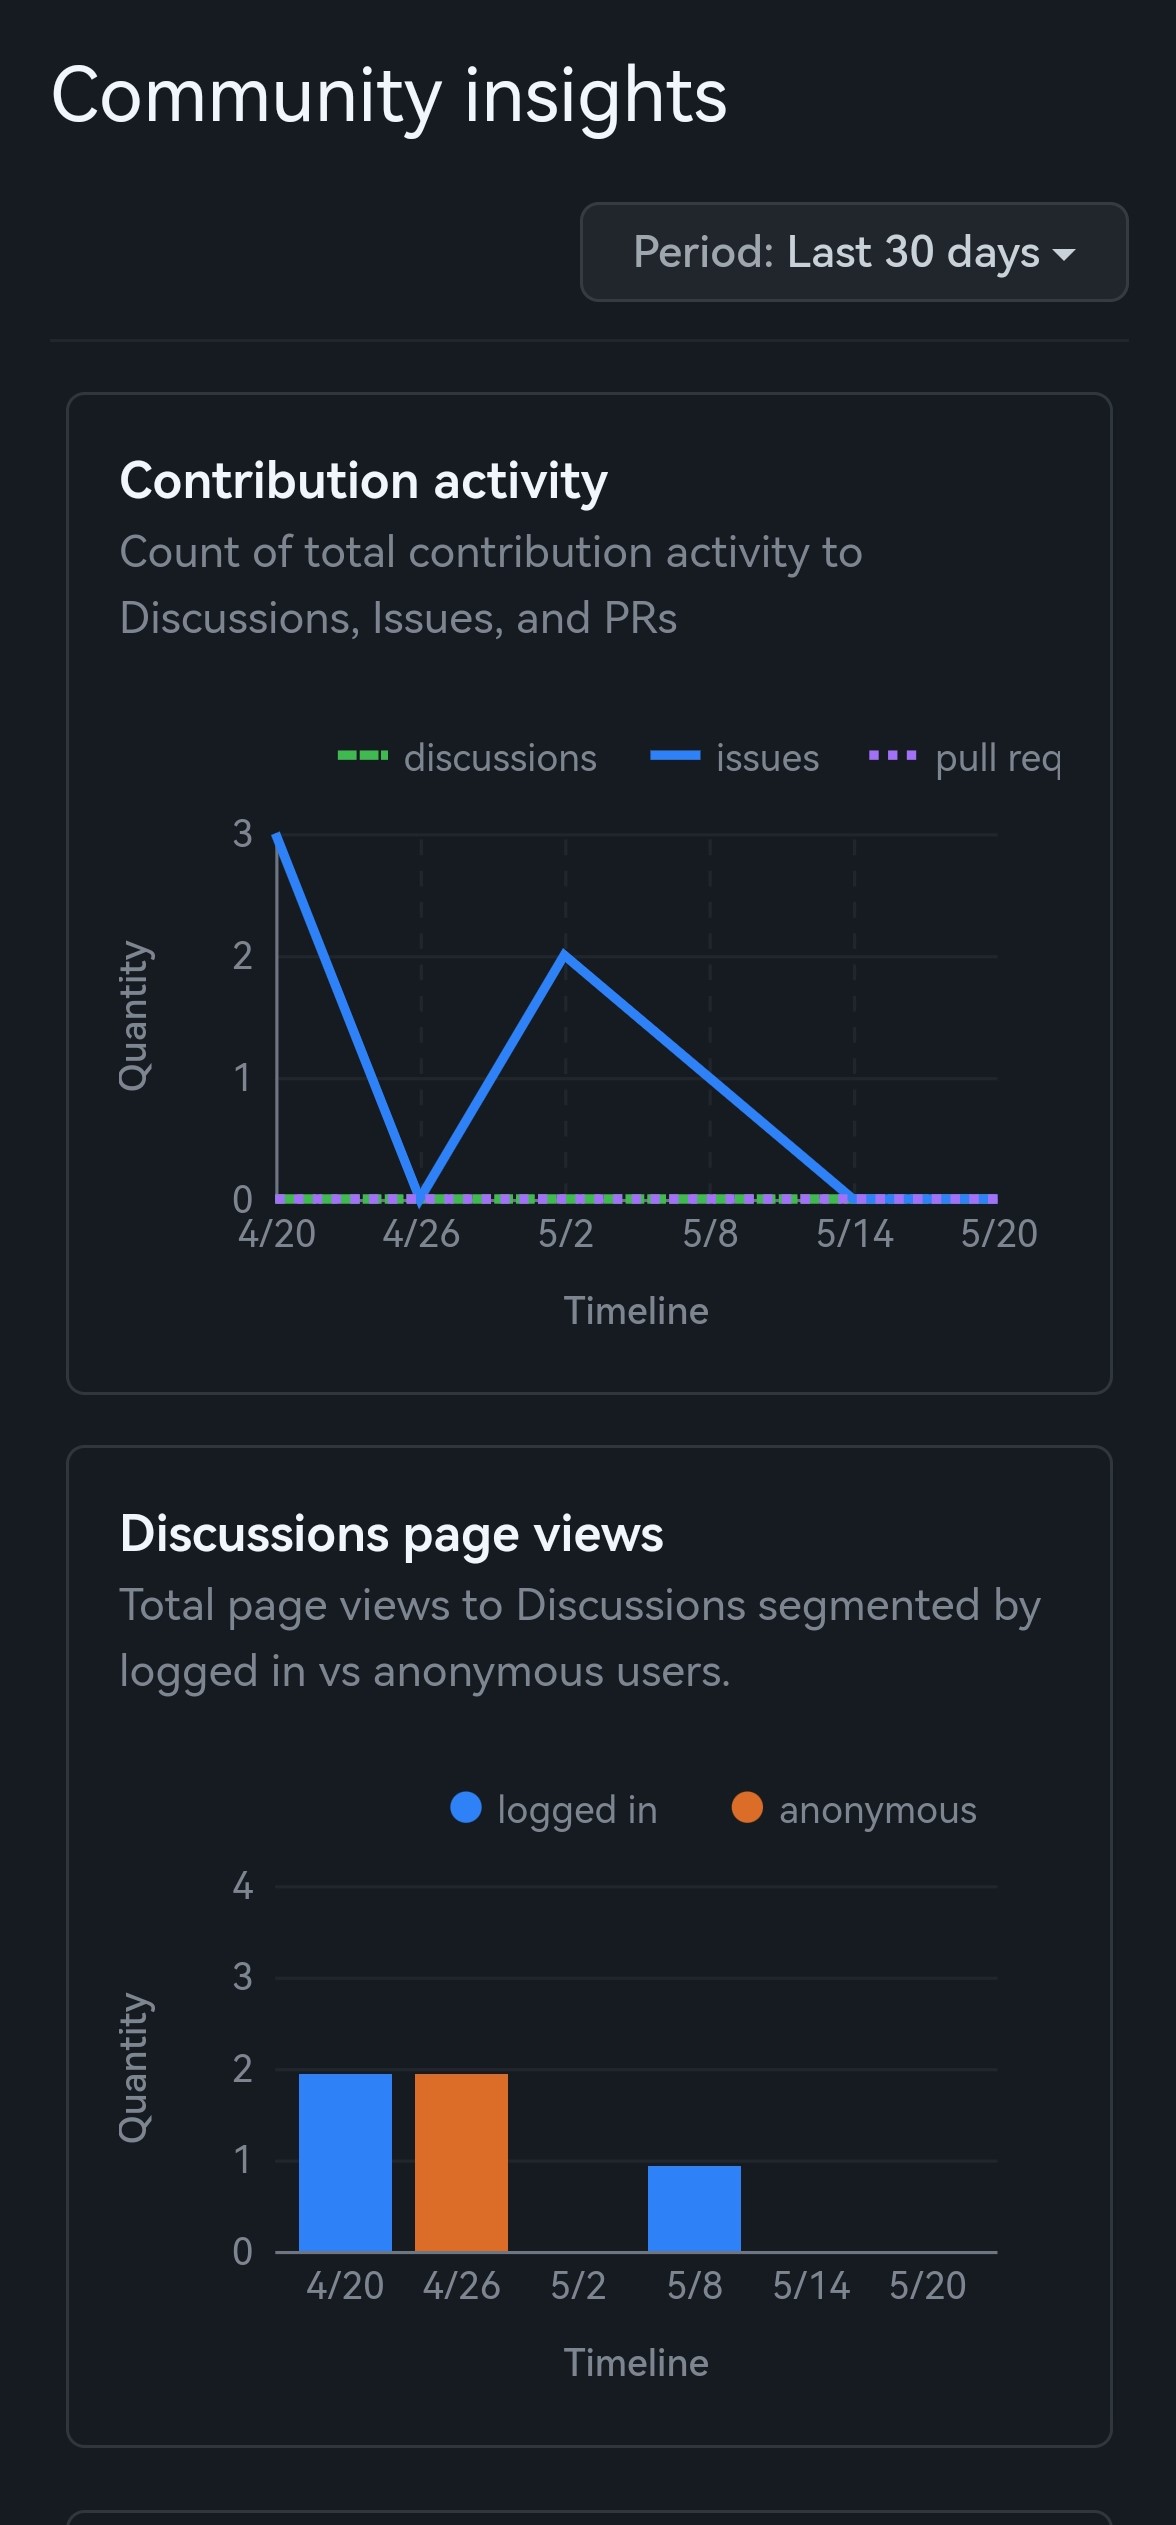 Community insights
Period: Last 30 days
Contribution activity
Count of total contribution activity to
Discussions, Issues, and PRs
discussions issues pull req
3
2
1
0
Quantity
4/20 4/26 5/2 5/8 5/14 5/20
Timeline
Discussions page views
Total page views to Discussions segmented by
logged in vs anonymous users.
logged in anonymous
4
3
2
1
0
Quantity
4/20 4/26 5/2 5/8 5/14 5/20
Timeline